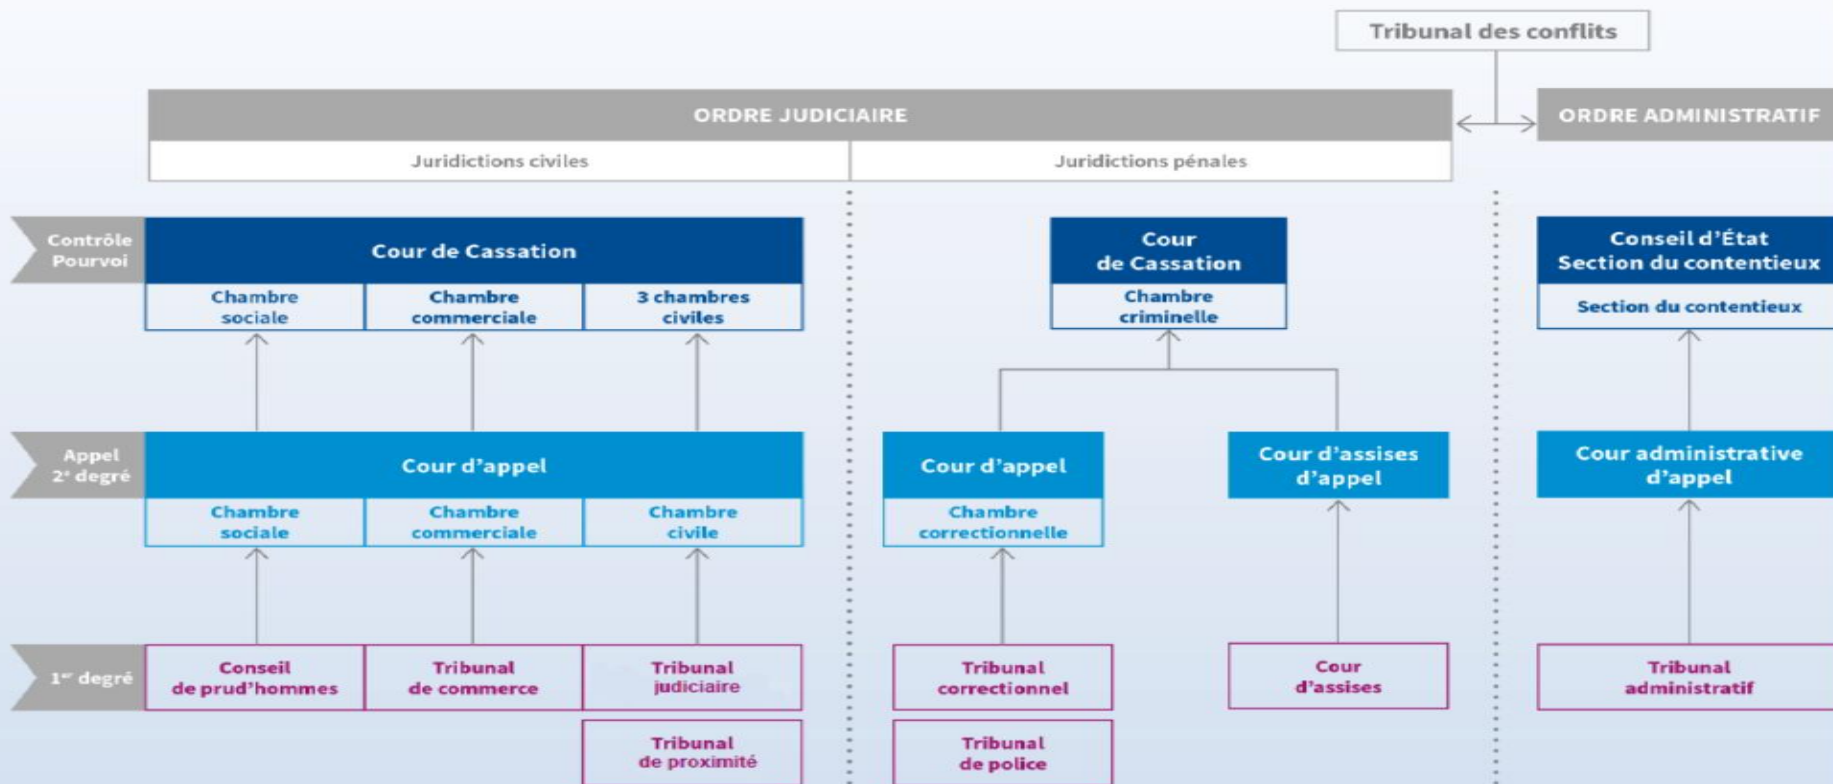 Tribunal des conflits
ORDRE JUDICIAIRE
ORDRE ADMINISTRATIF
Juridictions civiles
Juridictions pénales
Contrôle
Pourvoi
Cour de Cassation
Chambre
sociale
Chambre
commerciale
3 chambres
civiles
Cour
de Cassation
Chambre
criminelle
Conseil d'État
Section du contentieux
Section du contentieux
Appel
2e degré
Cour d'appel
Chambre
sociale
Chambre
commerciale
Chambre
civile
Cour d'appel
Chambre
correctionnelle
Cour d'assises
d'appel
Cour administrative
d'appel
1er degré
Conseil
de prud'hommes
Tribunal
de commerce
Tribunal
judiciaire
Tribunal
de proximité
Tribunal
correctionnel
Tribunal
de police
Cour
d'assises
Tribunal
administratif